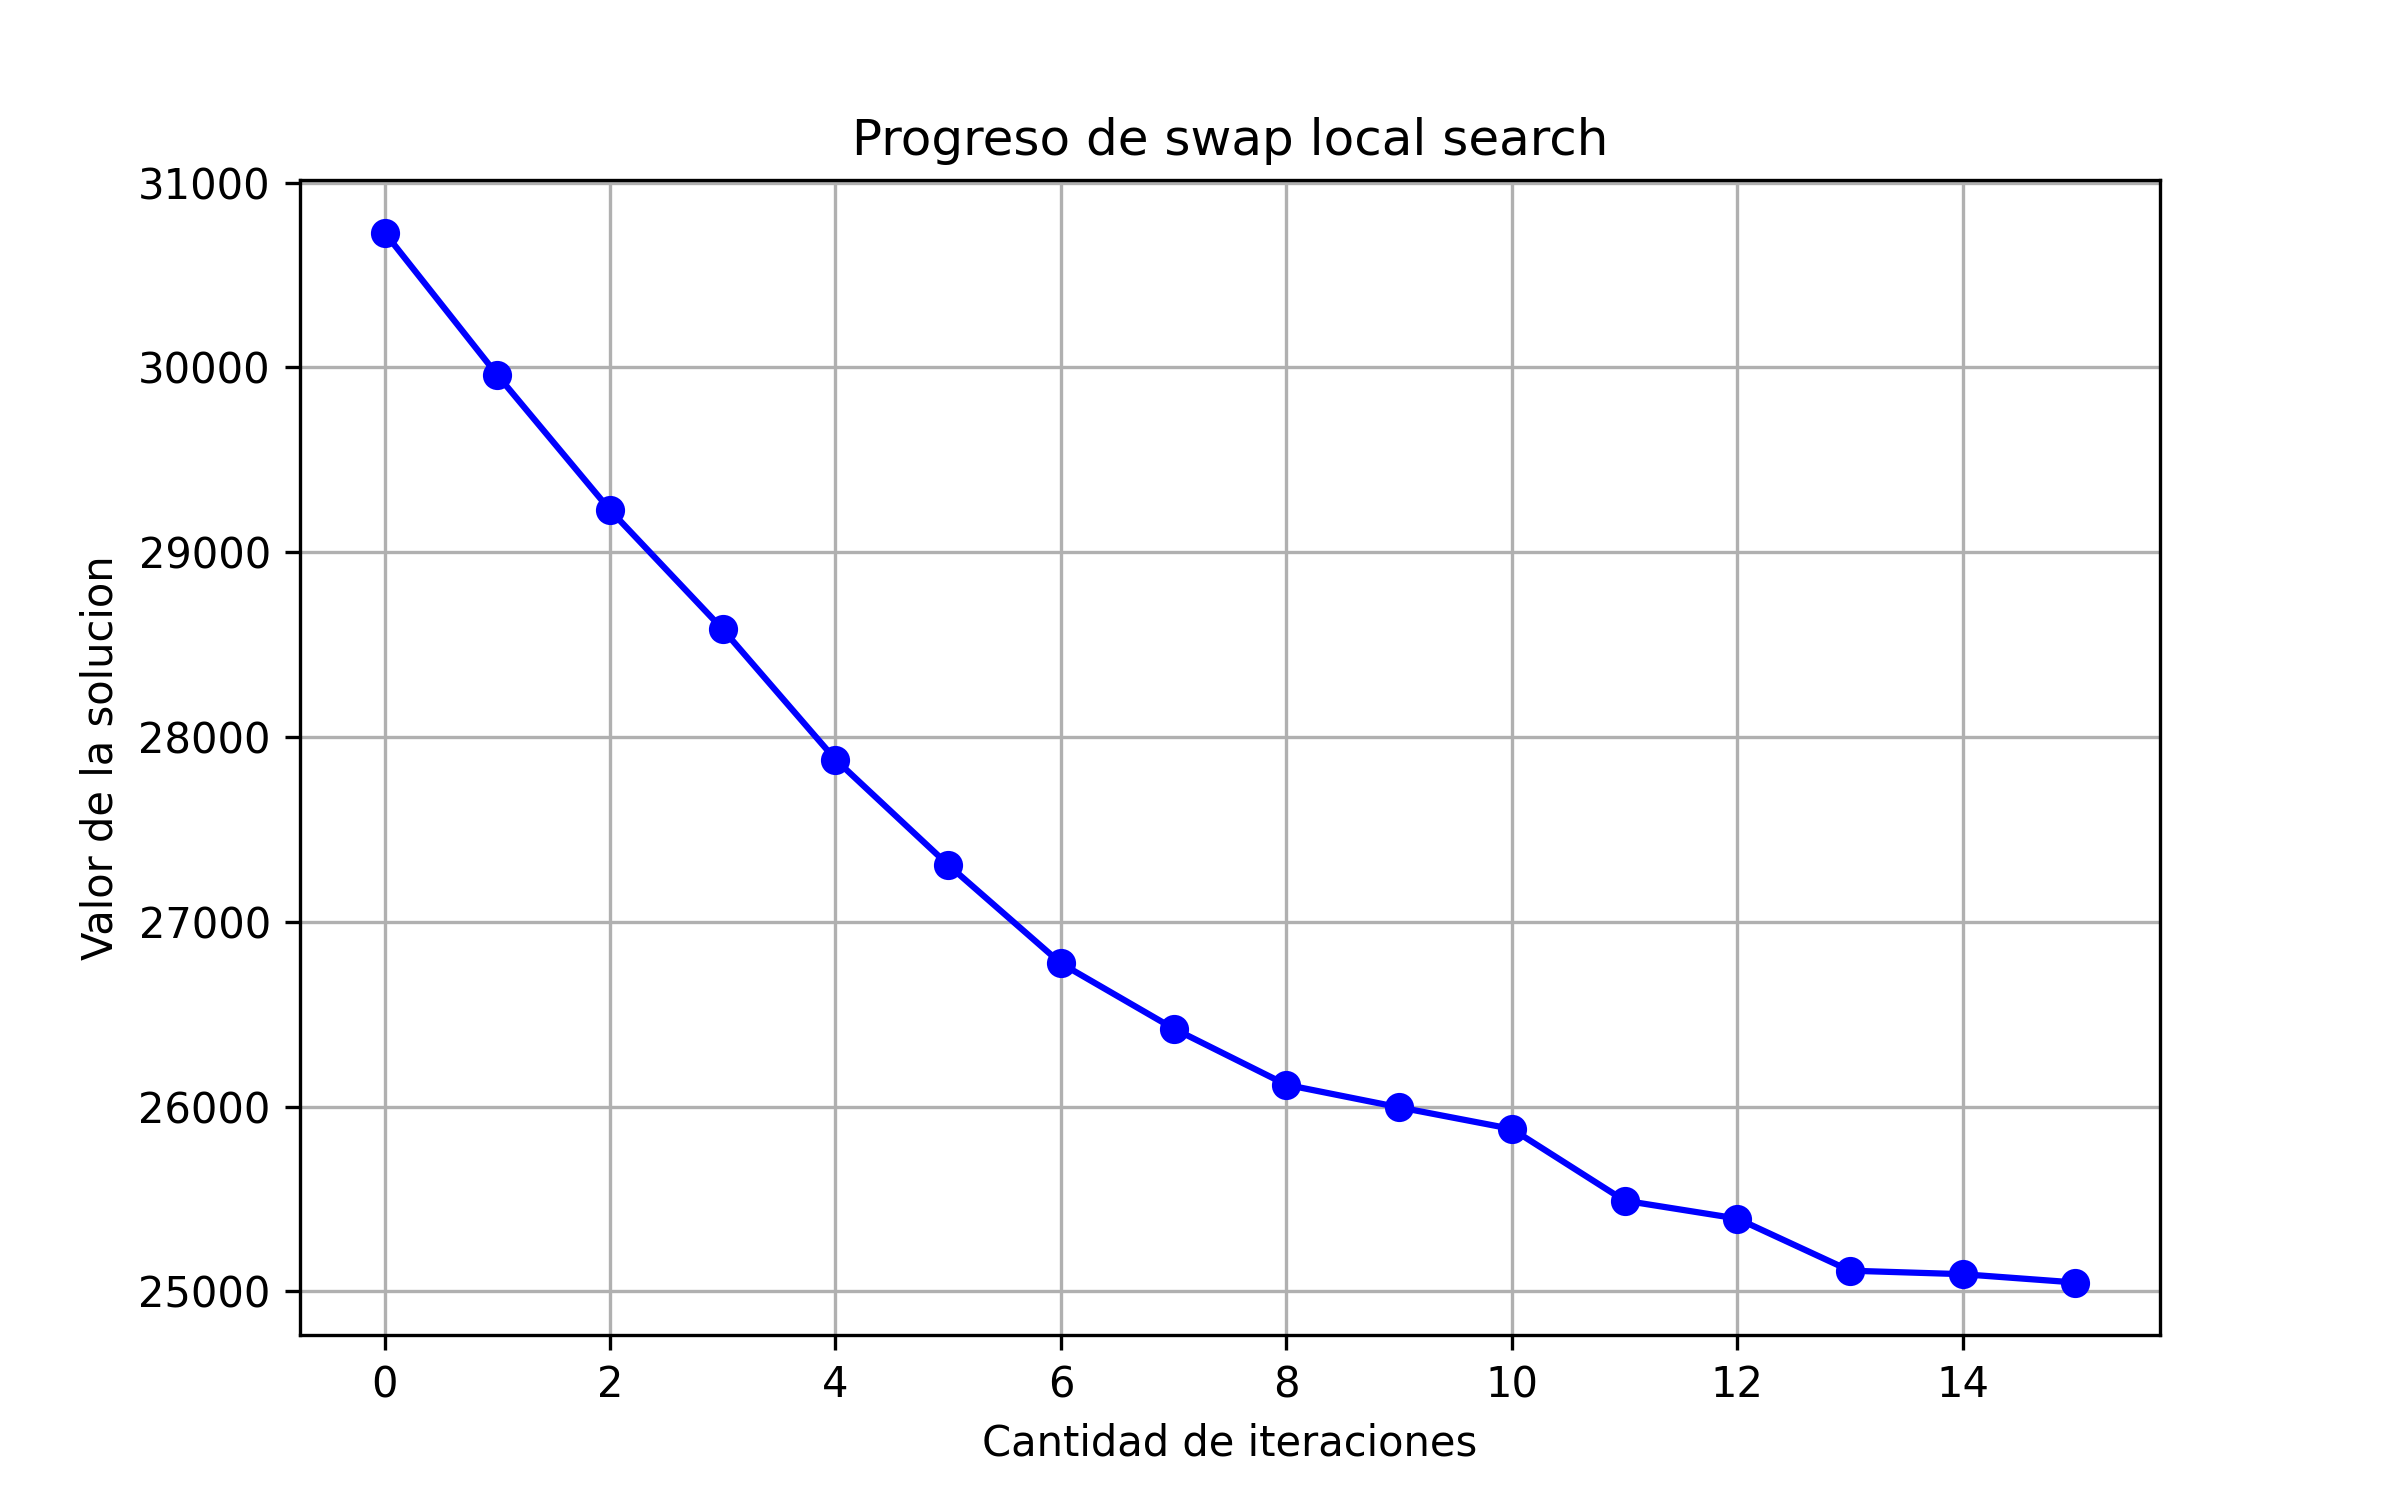 Progreso de swap local search
31000
30000
29000
28000
27000
26000
25000
Valor de la solucion
0 2 4 6 8 10 12 14
Cantidad de iteraciones